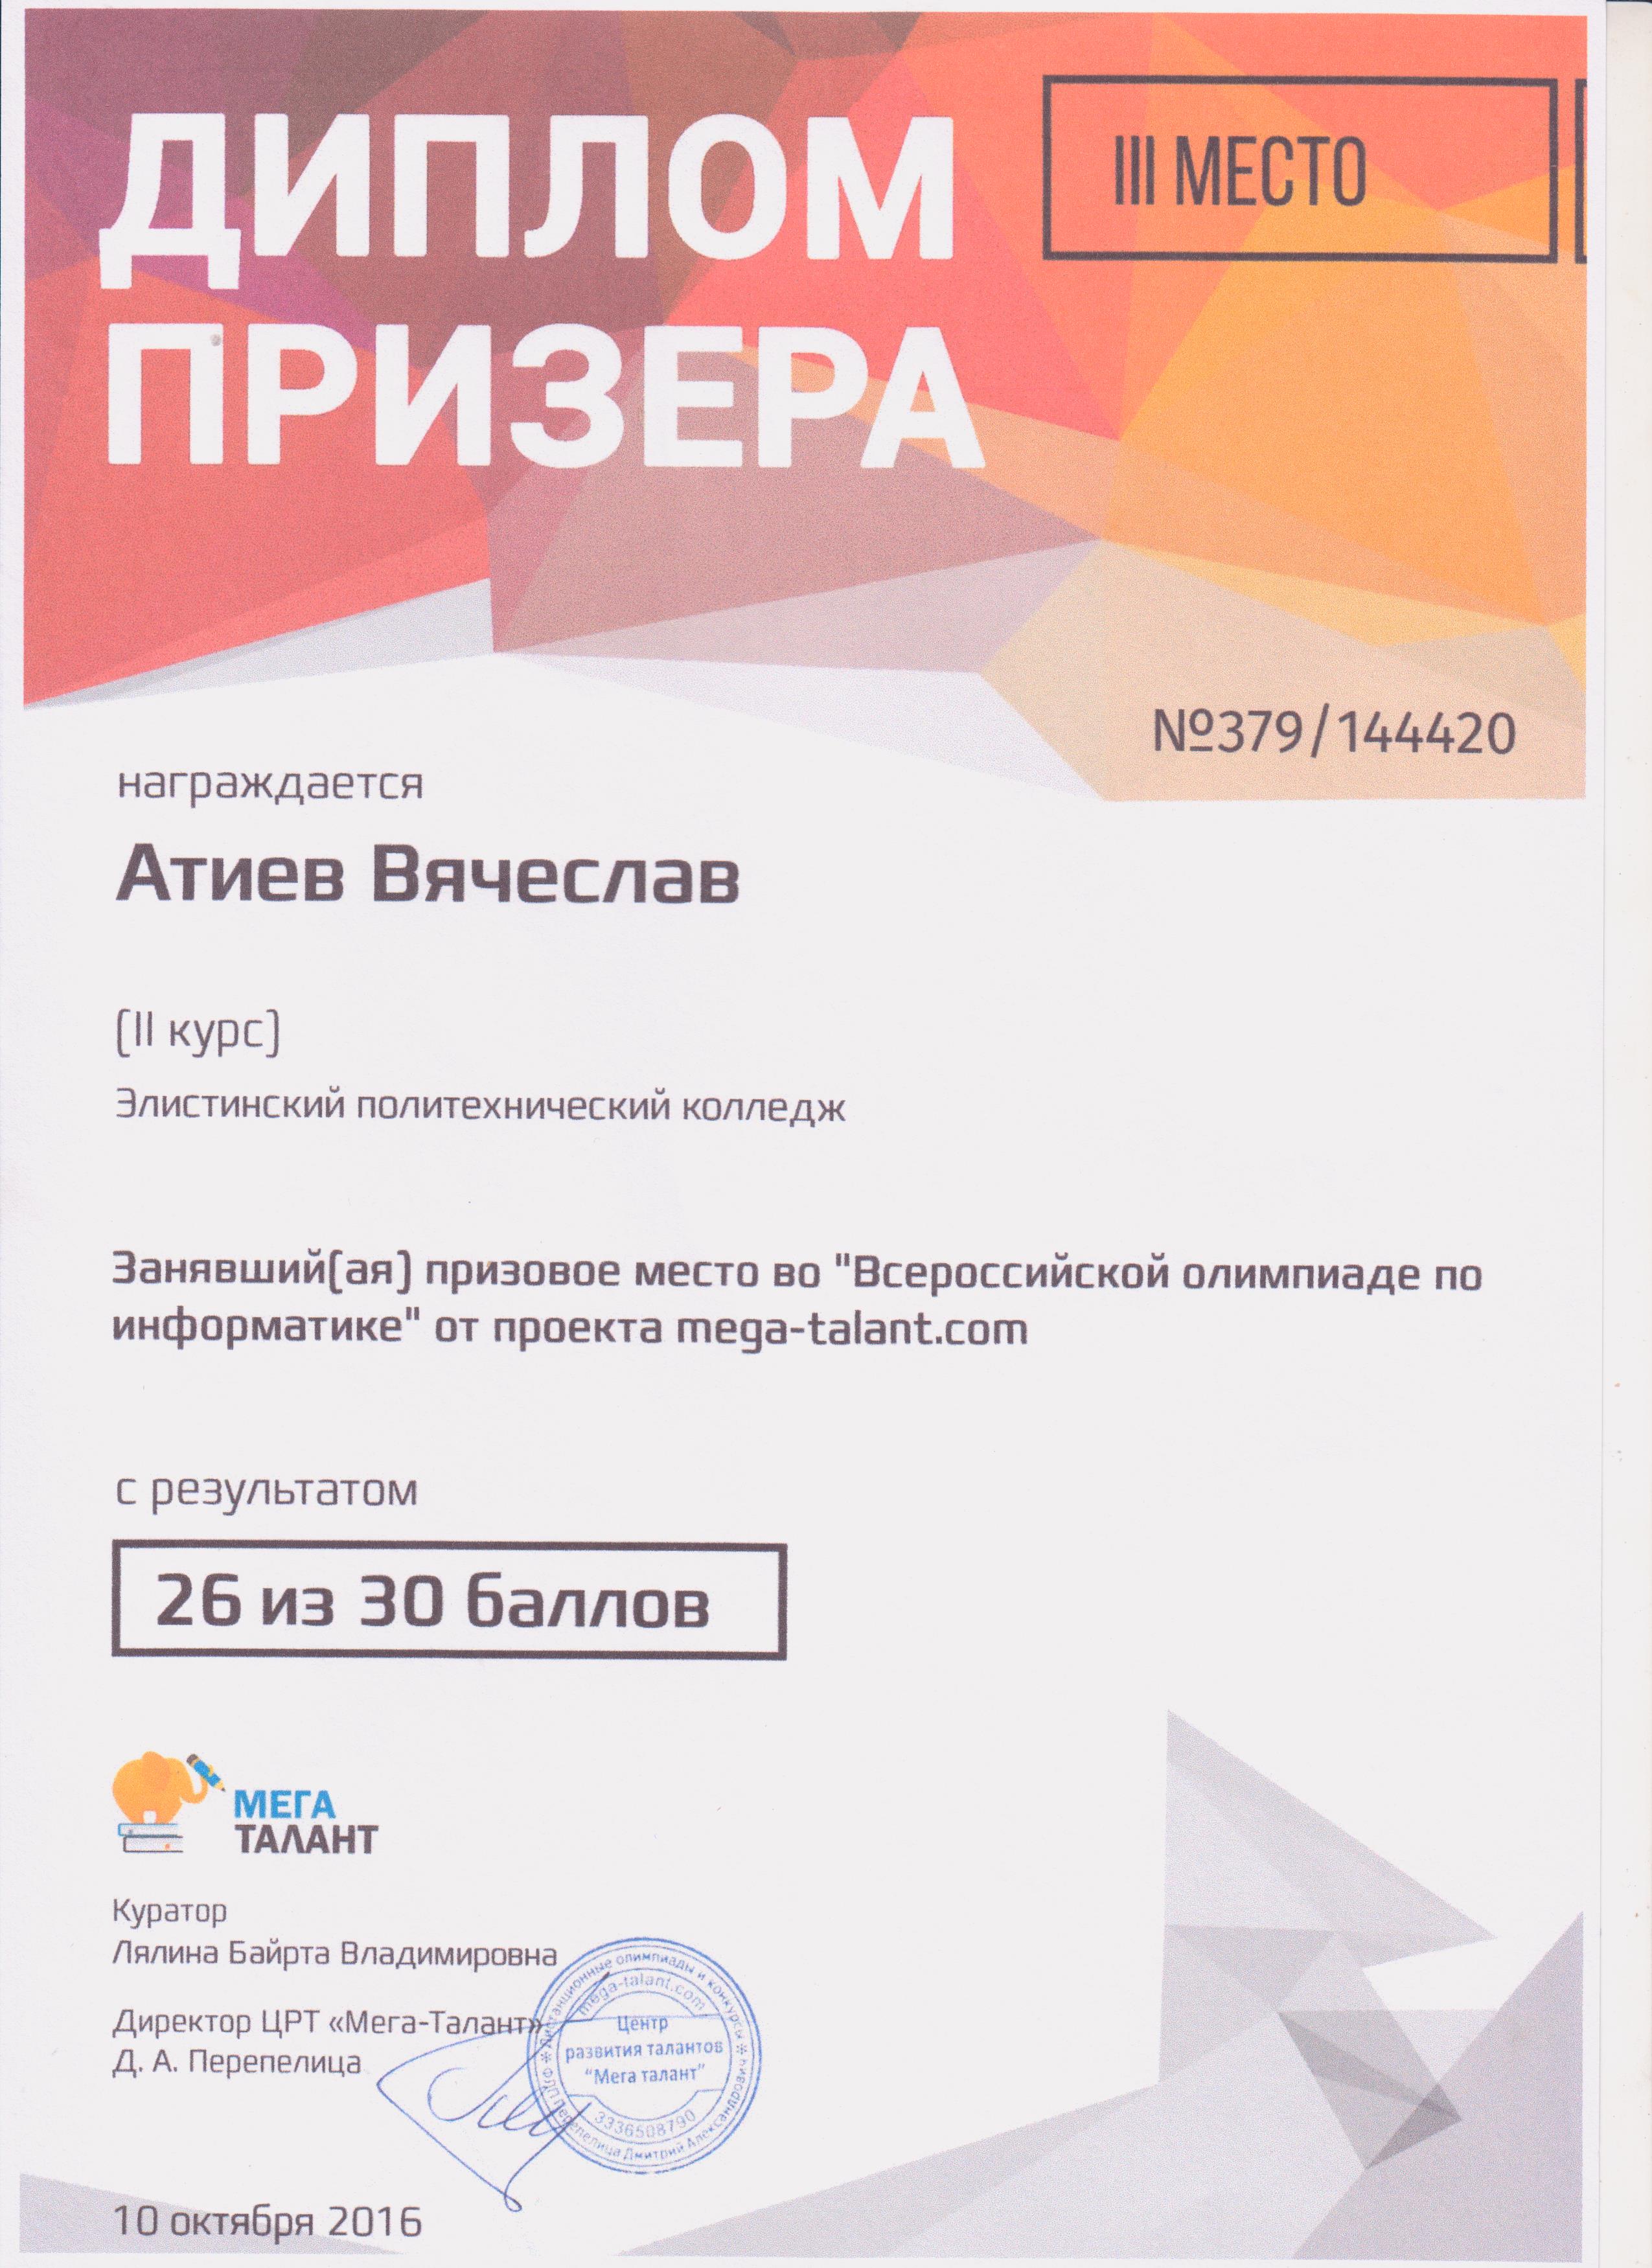 ДИПЛОМ
ПРИЗЕРА
III МЕСТО
№379/144420
награждается
Атиев Вячеслав
(II курс)
Элистинский политехнический колледж
Занявший(ая) призовое место во "Всероссийской олимпиаде по
информатике" от проекта mega-talant.com
с результатом
26 из 30 баллов
МЕГА
ТАЛАНТ
Куратор
Лялина Байрта Владимировна
Директор ЦРТ «Мега-Талант»
Д. А. Перепелица
Дистанционные олимпиады и конкурсы
mega-talant.com
Центр
развития талантов
"Мега талант"
3336508790
ФЛП Перепелица Дмитрий Александрович
10 октября 2016